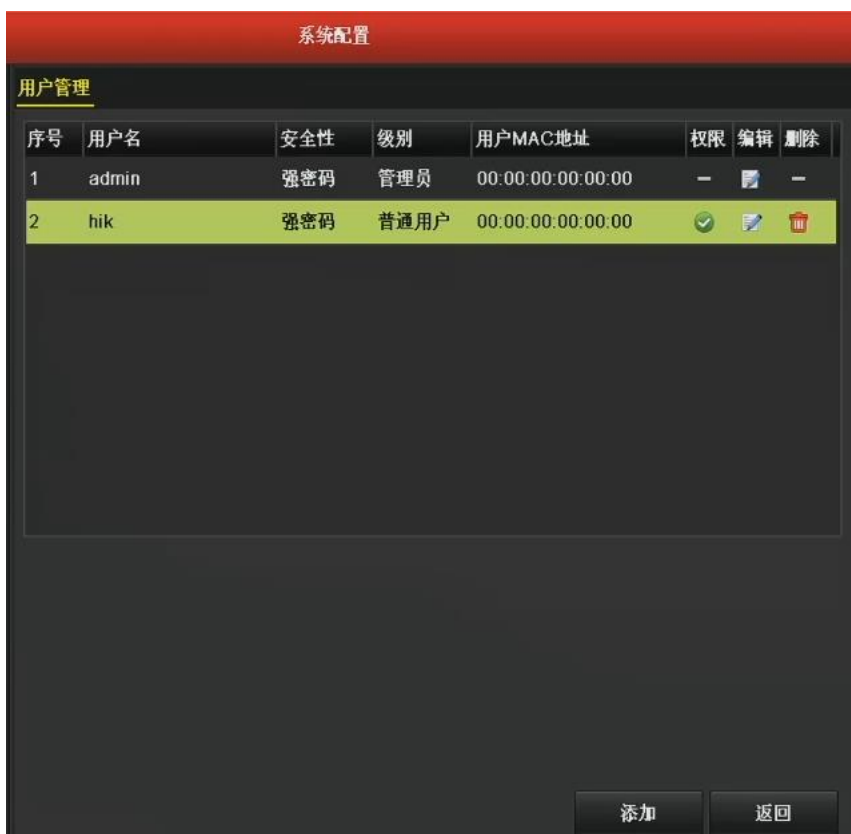 系统配置
用户管理
序号 用户名 安全性 级别 用户MAC地址 权限 编辑 删除
1 admin 强密码 管理员 00:00:00:00:00:00 – –
2 hik 强密码 普通用户 00:00:00:00:00:00
添加 返回